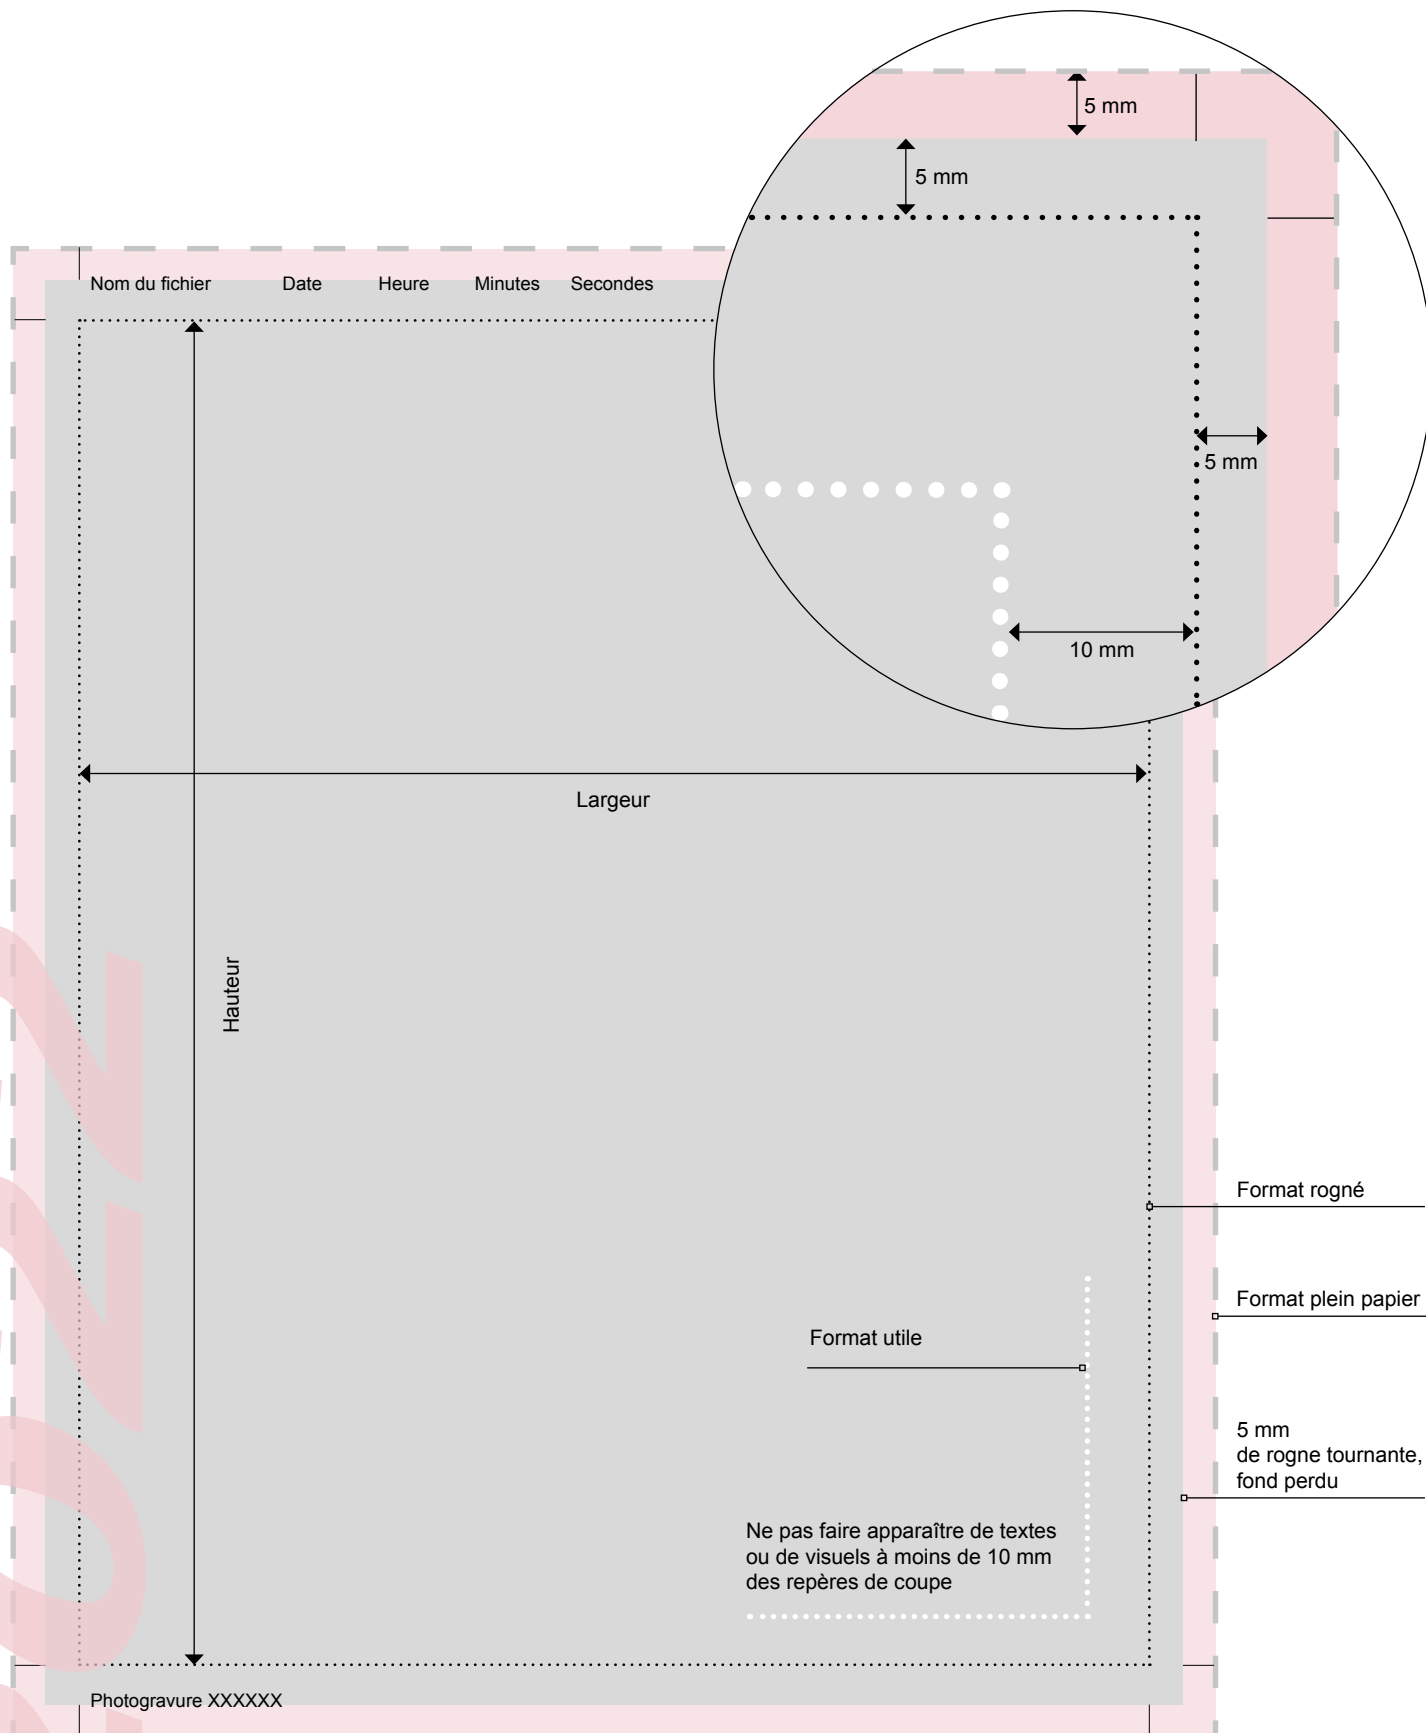 5 mm
5 mm
Nom du fichier Date Heure Minutes Secondes
5 mm
10 mm
Largeur
Hauteur
Format rogné
Format plein papier
Format utile
5 mm
de rogne tournante,
fond perdu
Ne pas faire apparaître de textes
ou de visuels à moins de 10 mm
des repères de coupe
Photogravure XXXXXX